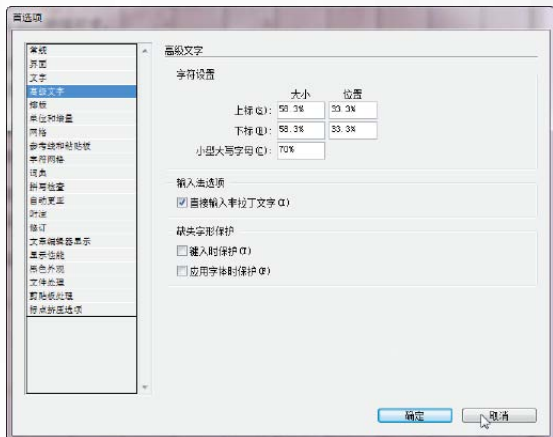 首选项
常规
界面
文字
高级文字
排版
单位和增量
网格
参考线和粘贴板
字符网格
词典
拼写检查
自动更正
附注
修订
文章编辑器显示
显示性能
黑色外观
文件处理
剪贴板处理
标点挤压选项
高级文字
字符设置
大小 位置
上标(S): 58.3% 33.3%
下标(B): 58.3% 33.3%
小型大写字母(C): 70%
输入法选项
直接输入非拉丁文字(I)
缺失字形保护
键入时保护(T)
应用字体时保护(F)
确定 取消